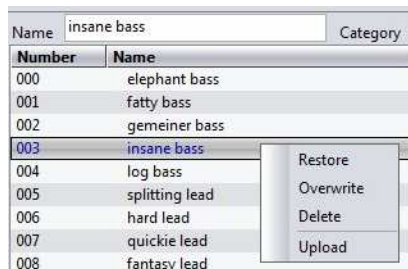 Name insane bass Category
Number Name
000 elephant bass
001 fatty bass
002 gemeiner bass
003 insane bass
004 log bass
005 splitting lead
006 hard lead
007 quickie lead
008 fantasy lead
Restore
Overwrite
Delete
Upload